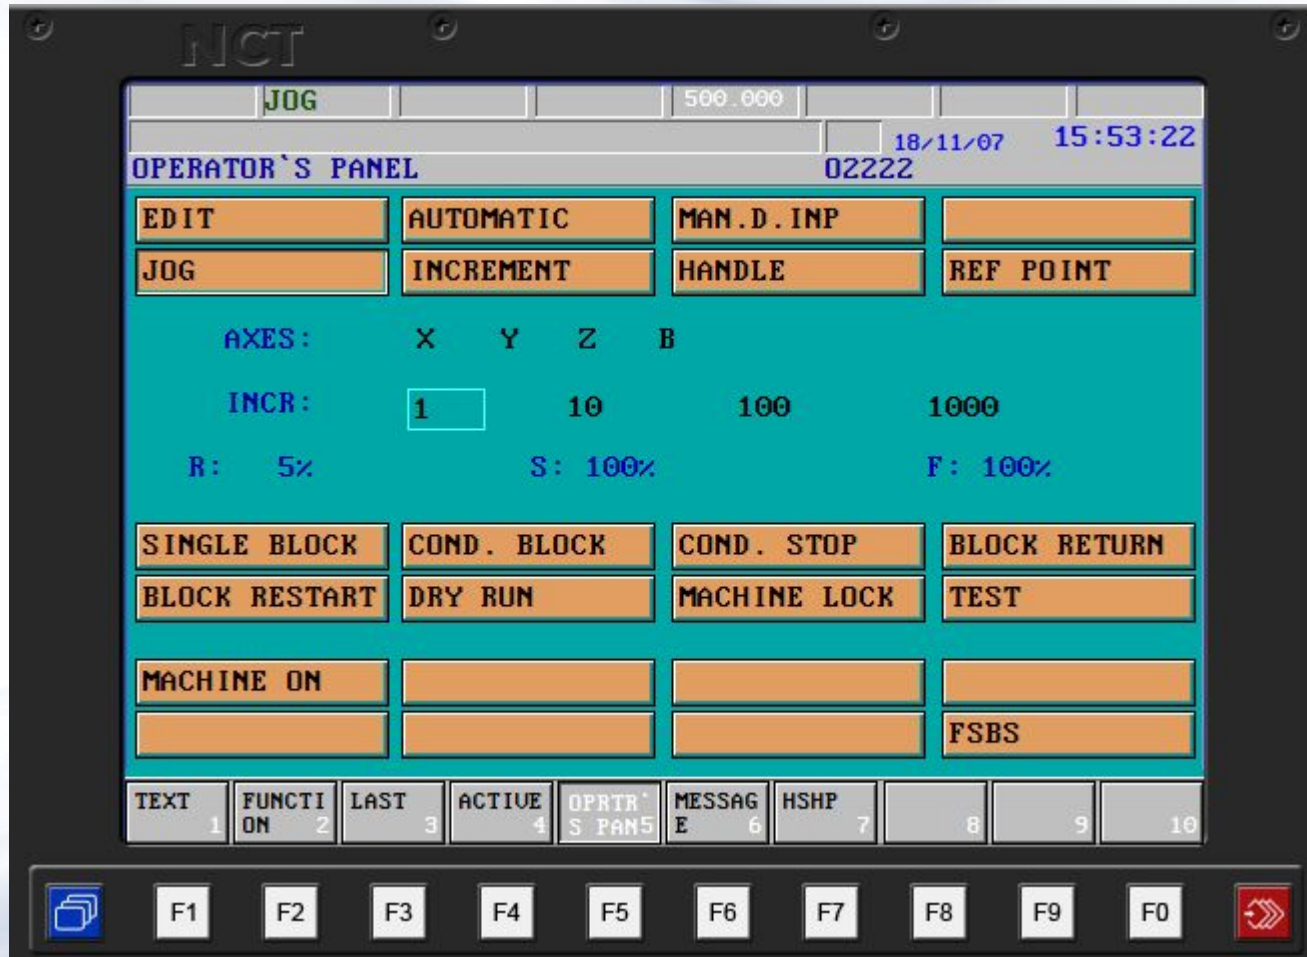 NCT
JOG 500.000
18/11/07 15:53:22
OPERATOR`S PANEL O2222
EDIT AUTOMATIC MAN.D.INP
JOG INCREMENT HANDLE REF POINT
AXES: X Y Z B
INCR: 1 10 100 1000
R: 5% S: 100% F: 100%
SINGLE BLOCK COND. BLOCK COND. STOP BLOCK RETURN
BLOCK RESTART DRY RUN MACHINE LOCK TEST
MACHINE ON
FSBS
TEXT FUNCTI LAST ACTIVE OPRTR` MESSAG HSHP
1 ON 2 3 4 S PAN5 E 6 7 8 9 10
F1 F2 F3 F4 F5 F6 F7 F8 F9 F0